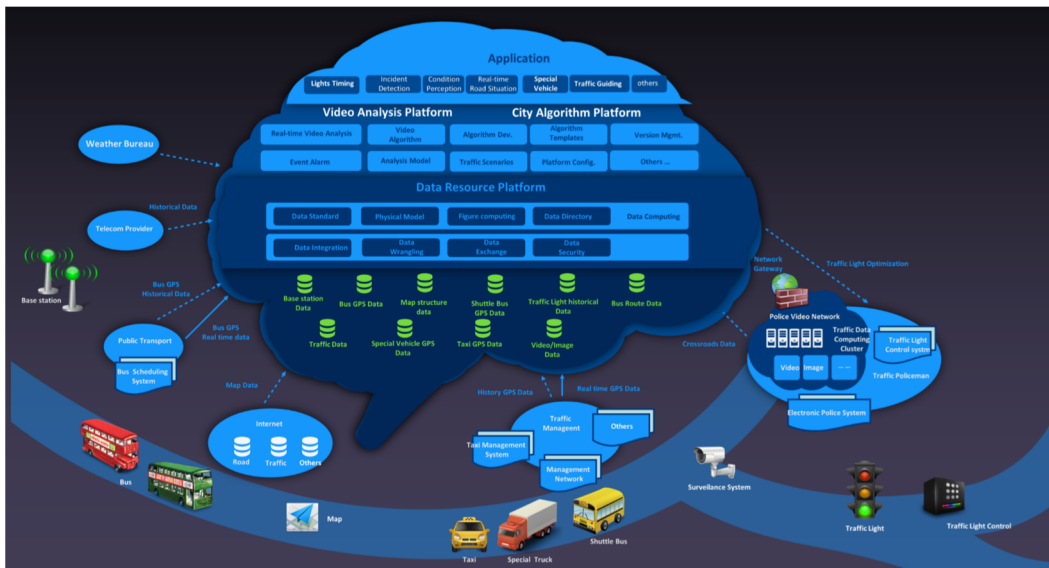 Application
Lights Timing
Incident
Detection
Condition
Perception
Real-time
Road Situation
Special
Vehicle
Traffic Guiding
others
Video Analysis Platform
City Algorithm Platform
Real-time Video Analysis
Video
Algorithm
Algorithm Dev.
Algorithm
Templates
Version Mgmt.
Event Alarm
Analysis Model
Traffic Scenarios
Platform Config.
Others ...
Data Resource Platform
Data Standard
Physical Model
Figure computing
Data Directory
Data Computing
Data Integration
Data
Wrangling
Data
Exchange
Data
Security
Base station
Data
Bus GPS Data
Map structure
data
Shuttle Bus
GPS Data
Traffic Light historical
Data
Bus Route Data
Traffic Data
Special Vehicle GPS
Data
Taxi GPS Data
Video/Image
Data
Weather Bureau
Historical Data
Telecom Provider
Base station
Bus GPS
Historical Data
Bus GPS
Real time data
Public Transport
Bus Scheduling
System
Map Data
Internet
Road
Traffic
Others
History GPS Data
Real time GPS Data
Traffic
Manageent
Others
Taxi Management
System
Management
Network
Network
Gateway
Traffic Light Optimization
Crossroads Data
Police Video Network
Traffic Data
Computing
Cluster
Video
Image
... ...
Traffic Light
Control systm
Traffic Policeman
Electronic Police System
Bus
Map
Taxi
Special Truck
Shuttle Bus
Surveilance System
Traffic Light
Traffic Light Control